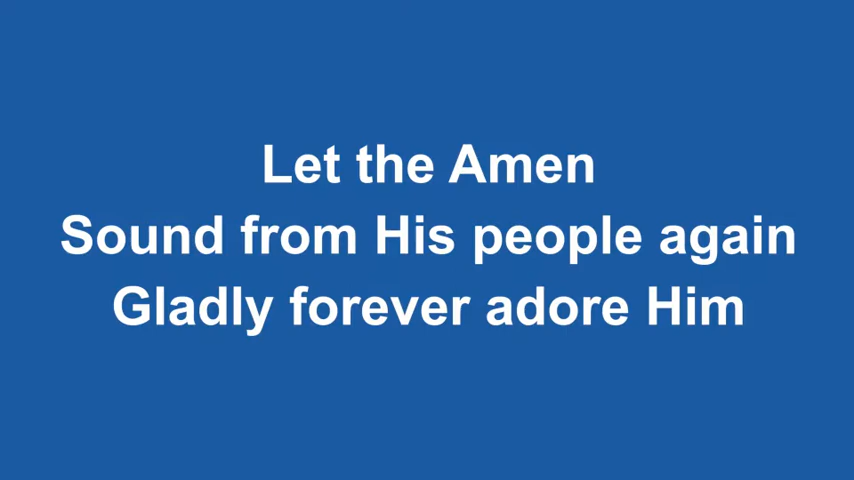 Let the Amen
Sound from His people again
Gladly forever adore Him